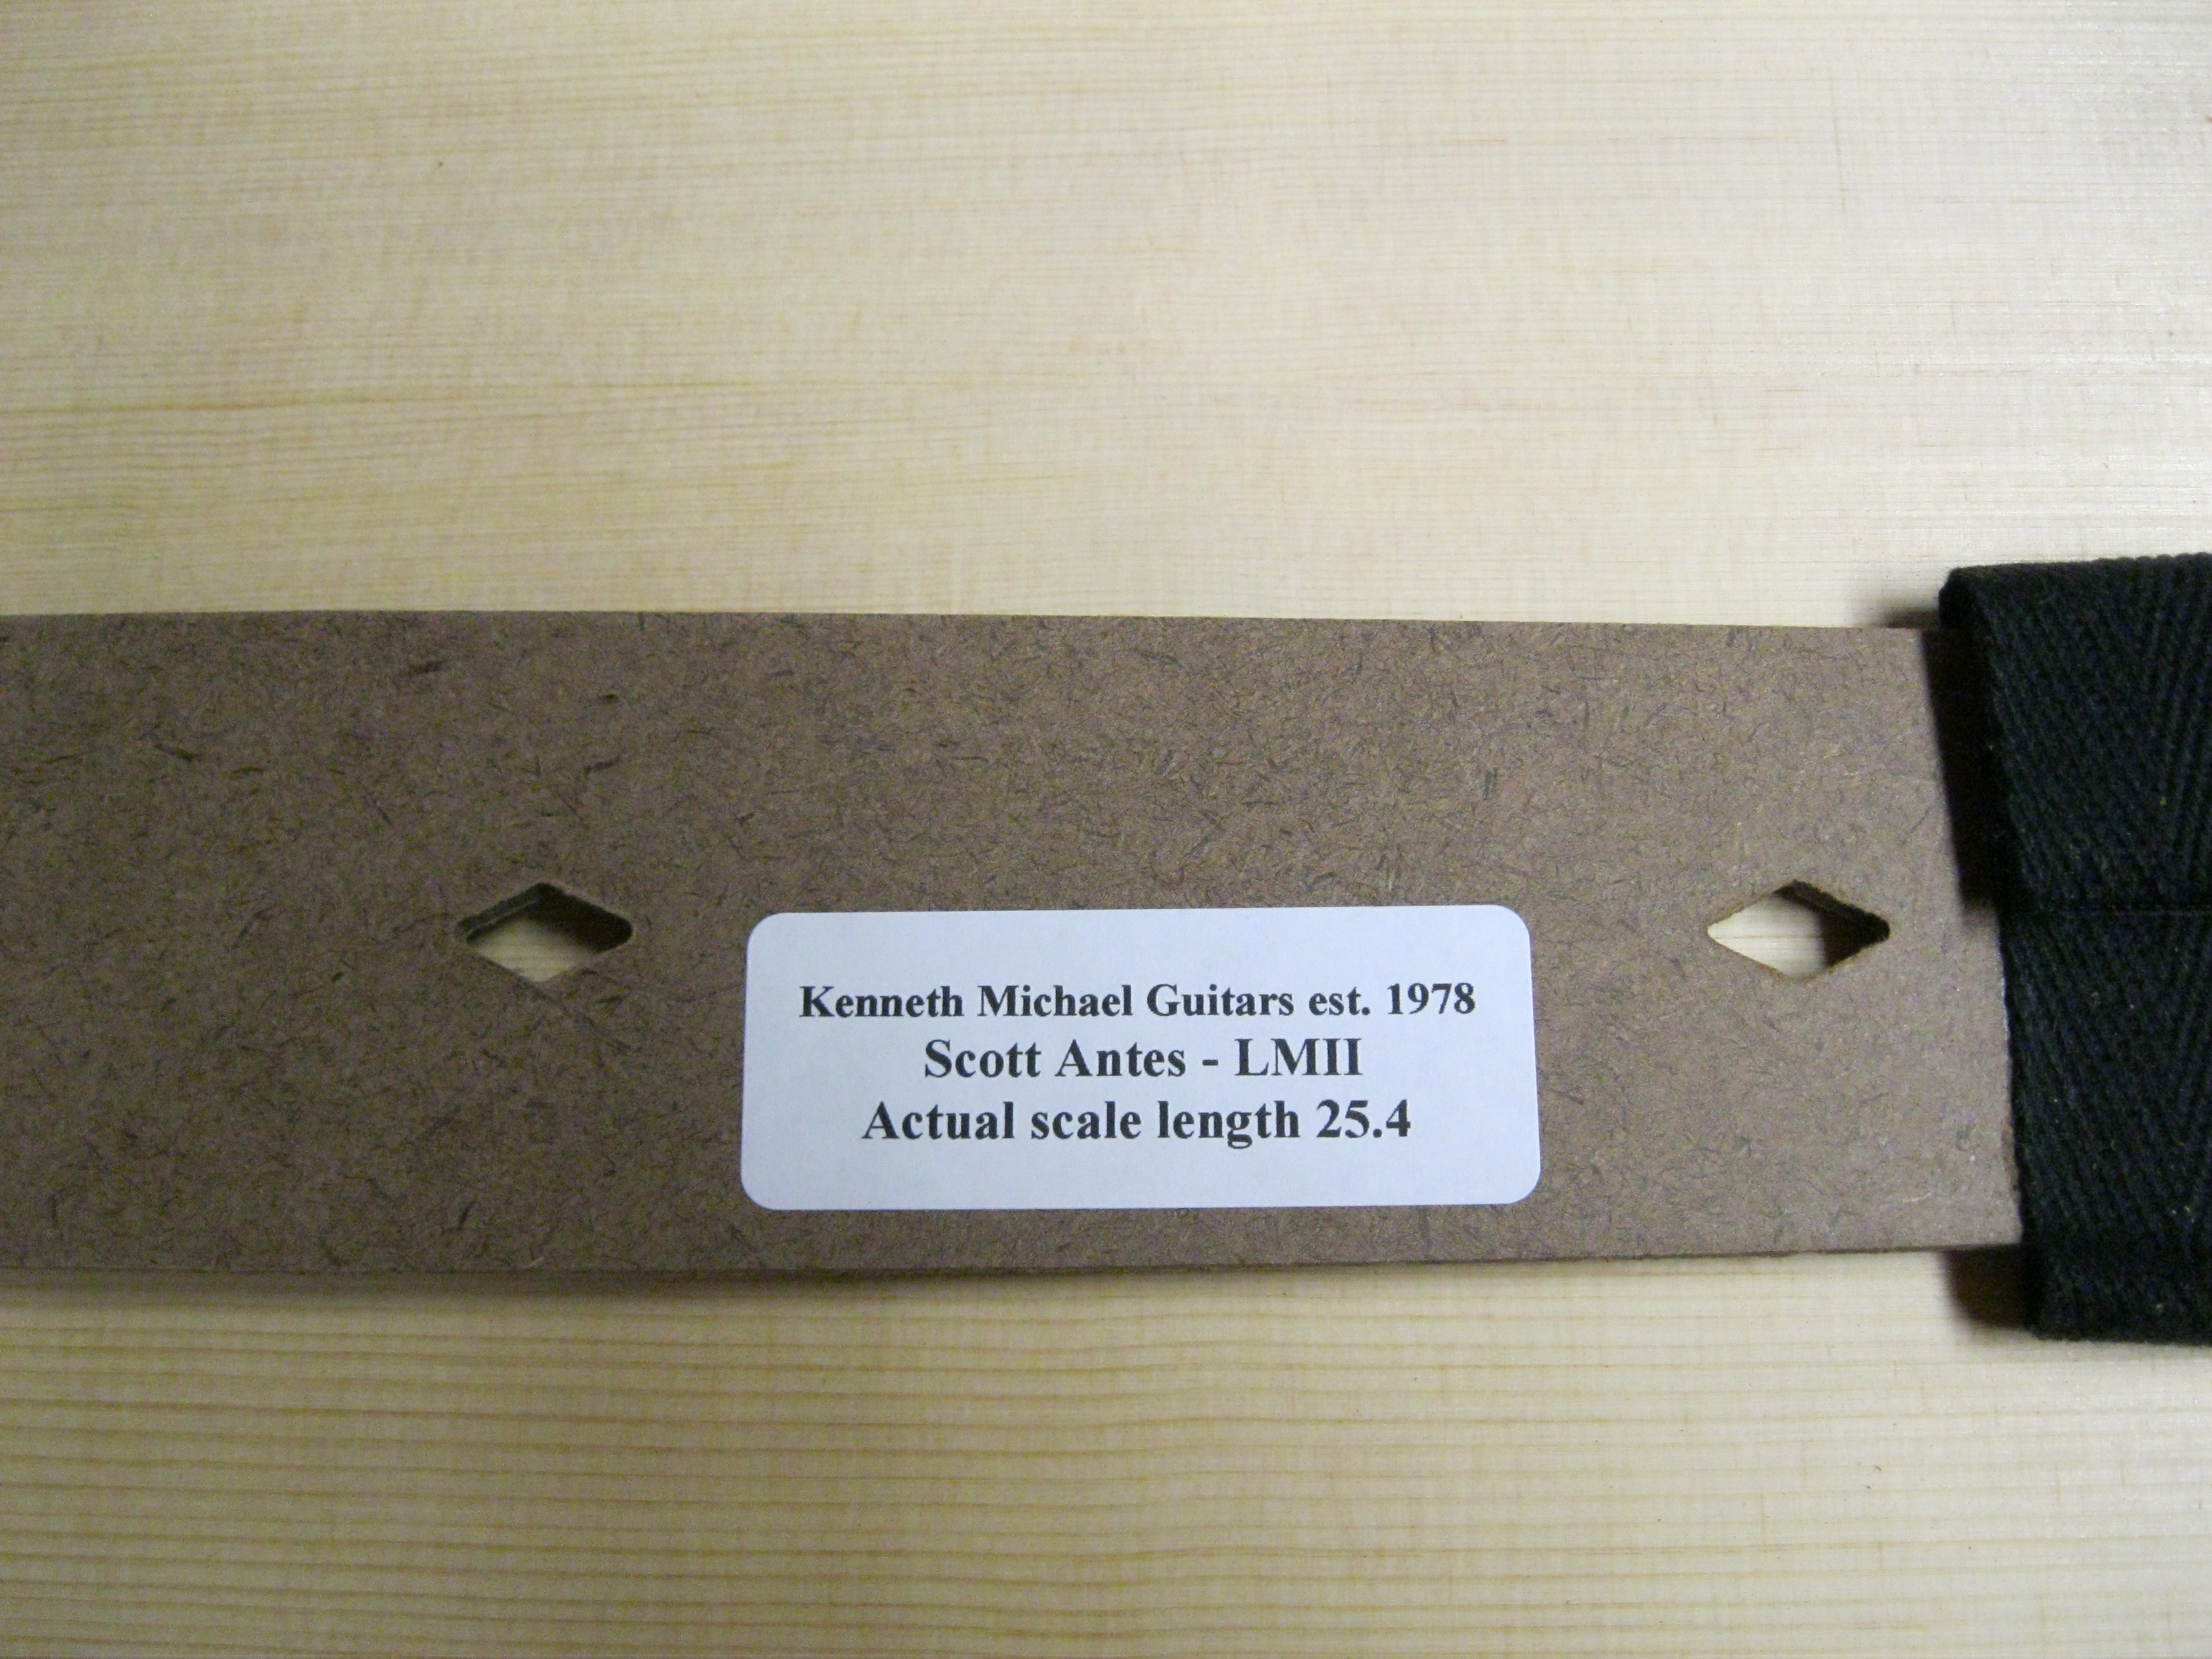 Kenneth Michael Guitars est. 1978
Scott Antes - LMII
Actual scale length 25.4